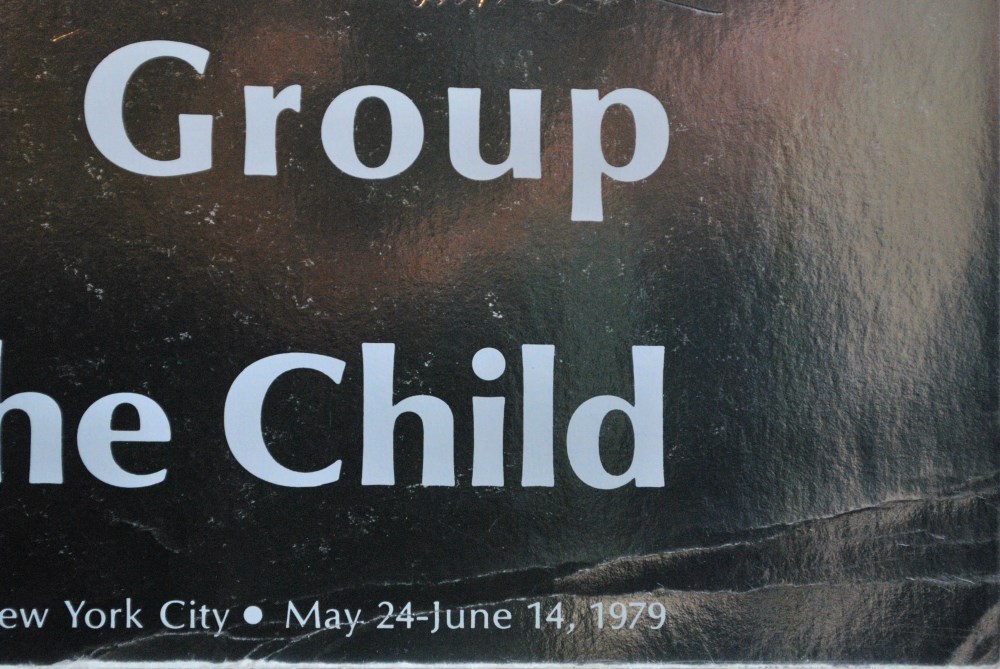 Group
he Child
ew York City • May 24-June 14, 1979